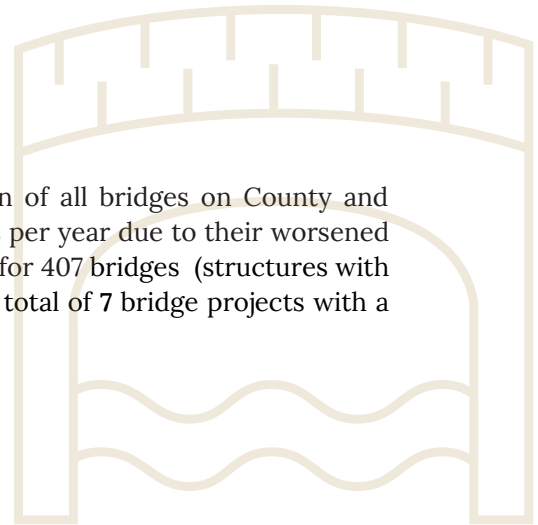 n of all bridges on County and
per year due to their worsened
for 407 bridges (structures with
total of 7 bridge projects with a